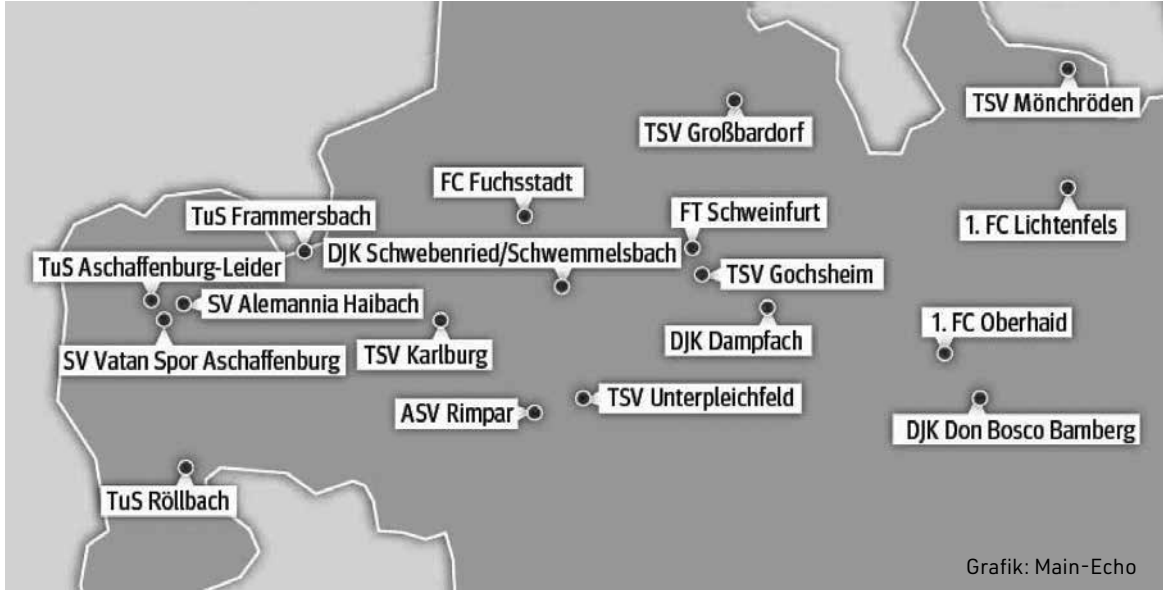 TSV Mönchröden
TSV Großbardorf
FC Fuchsstadt
TuS Frammersbach
FT Schweinfurt
1. FC Lichtenfels
DJK Schwebenried/Schwemmelsbach
TuS Aschaffenburg-Leider
TSV Gochsheim
SV Alemannia Haibach
1. FC Oberhaid
DJK Dampfach
TSV Karlburg
SV Vatan Spor Aschaffenburg
TSV Unterpleichfeld
ASV Rimpar
DJK Don Bosco Bamberg
TuS Röllbach
Grafik: Main-Echo